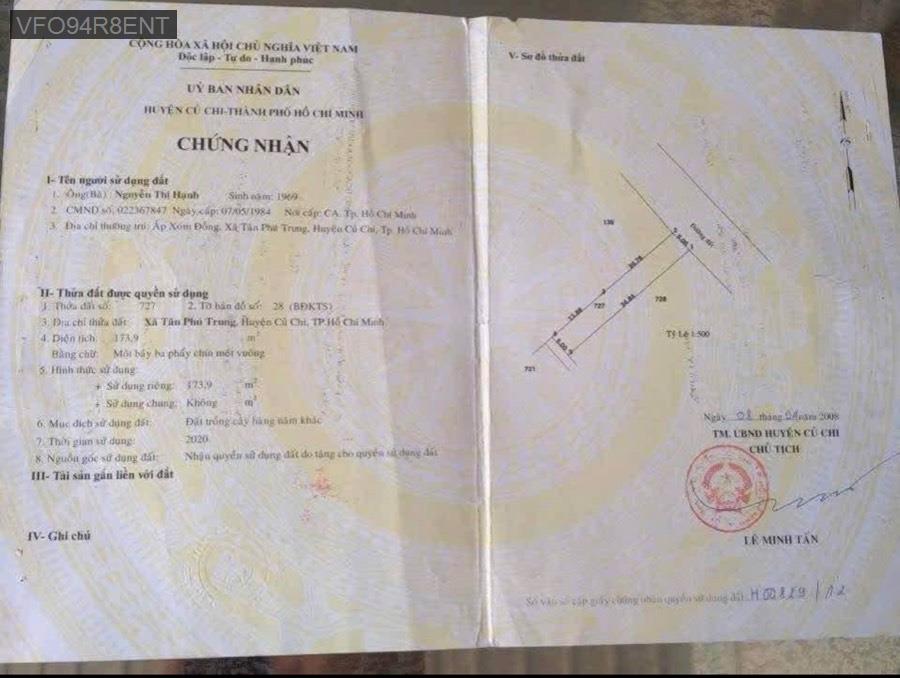 VFO94R8ENT
CỘNG HÒA XÃ HỘI CHỦ NGHĨA VIỆT NAM
Độc lập - Tự do - Hạnh phúc
UỶ BAN NHÂN DÂN
HUYỆN CỦ CHI-THÀNH PHỐ HỒ CHÍ MINH
CHỨNG NHẬN
I- Tên người sử dụng đất
1. Ông(Bà) : Nguyễn Thị Hạnh Sinh năm: 1969
2. CMND số: 022367847 Ngày cấp: 07/05/1984 Nơi cấp: CA. Tp. Hồ Chí Minh
3. Địa chỉ thường trú: Ấp Xóm Đồng, Xã Tân Phú Trung, Huyện Củ Chi, Tp. Hồ Chí Minh
II- Thửa đất được quyền sử dụng
1. Thửa đất số: 727 2. Tờ bản đồ số: 28 (BĐKTS)
3. Địa chỉ thửa đất: Xã Tân Phú Trung, Huyện Củ Chi, TP.Hồ Chí Minh
4. Diện tích: 173,9 m²
Bằng chữ: Một bảy ba phẩy chín mét vuông
5. Hình thức sử dụng:
+ Sử dụng riêng: 173,9 m²
+ Sử dụng chung: Không m²
6. Mục đích sử dụng đất: Đất trồng cây hàng năm khác
7. Thời gian sử dụng: 2020
8. Nguồn gốc sử dụng đất: Nhận quyền sử dụng đất do tặng cho quyền sử dụng đất
III- Tài sản gắn liền với đất
IV- Ghi chú
V- Sơ đồ thửa đất
Đường đất
5.00
727
728
5.00
721
Tỷ Lệ 1:500
Ngày 08 tháng 04 năm 2008
TM. UBND HUYỆN CỦ CHI
CHỦ TỊCH
LÊ MINH TẤN
Số vào sổ cấp giấy chứng nhận quyền sử dụng đất: H00829/12